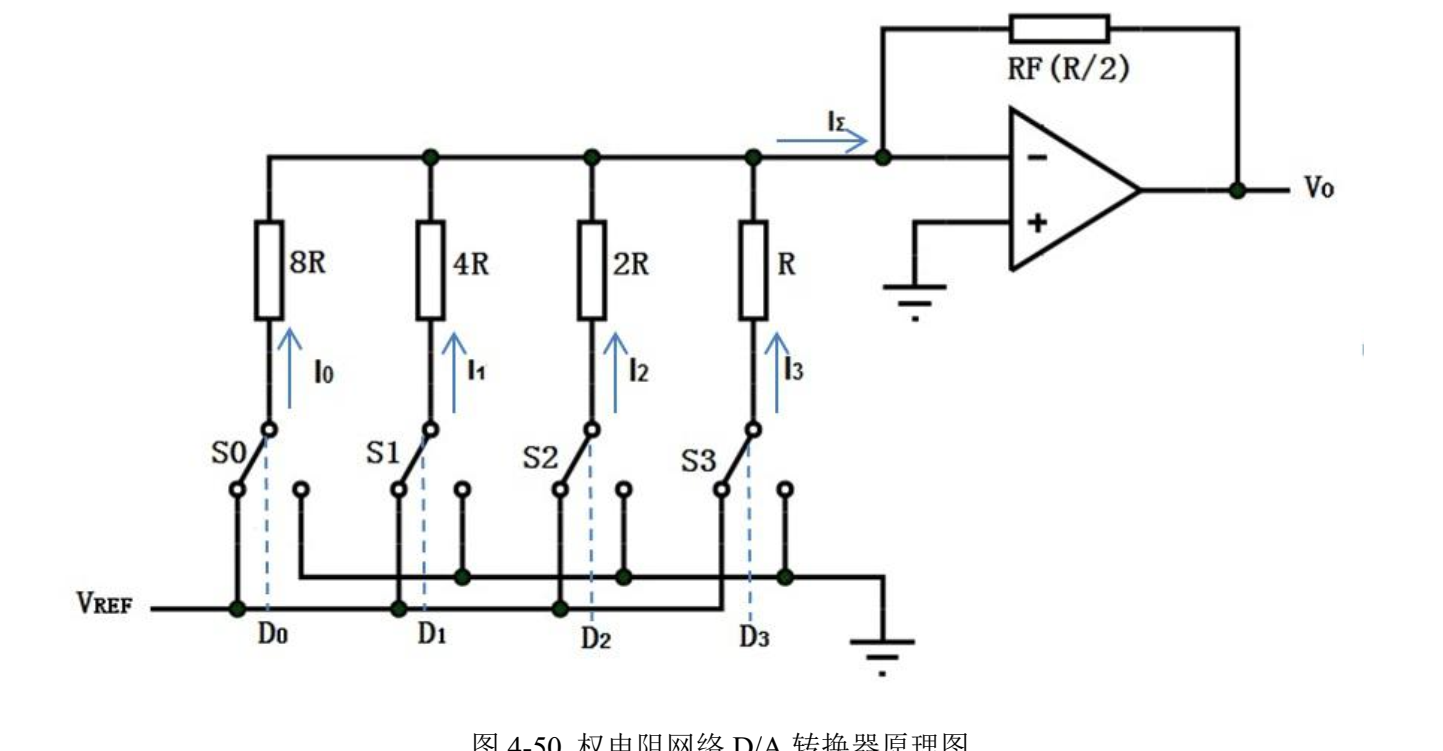 RF(R/2)
IΣ
−
+
Vo
8R
4R
2R
R
I0
I1
I2
I3
S0
S1
S2
S3
VREF
D0
D1
D2
D3
图 4-50 权电阻网络 D/A 转换器原理图